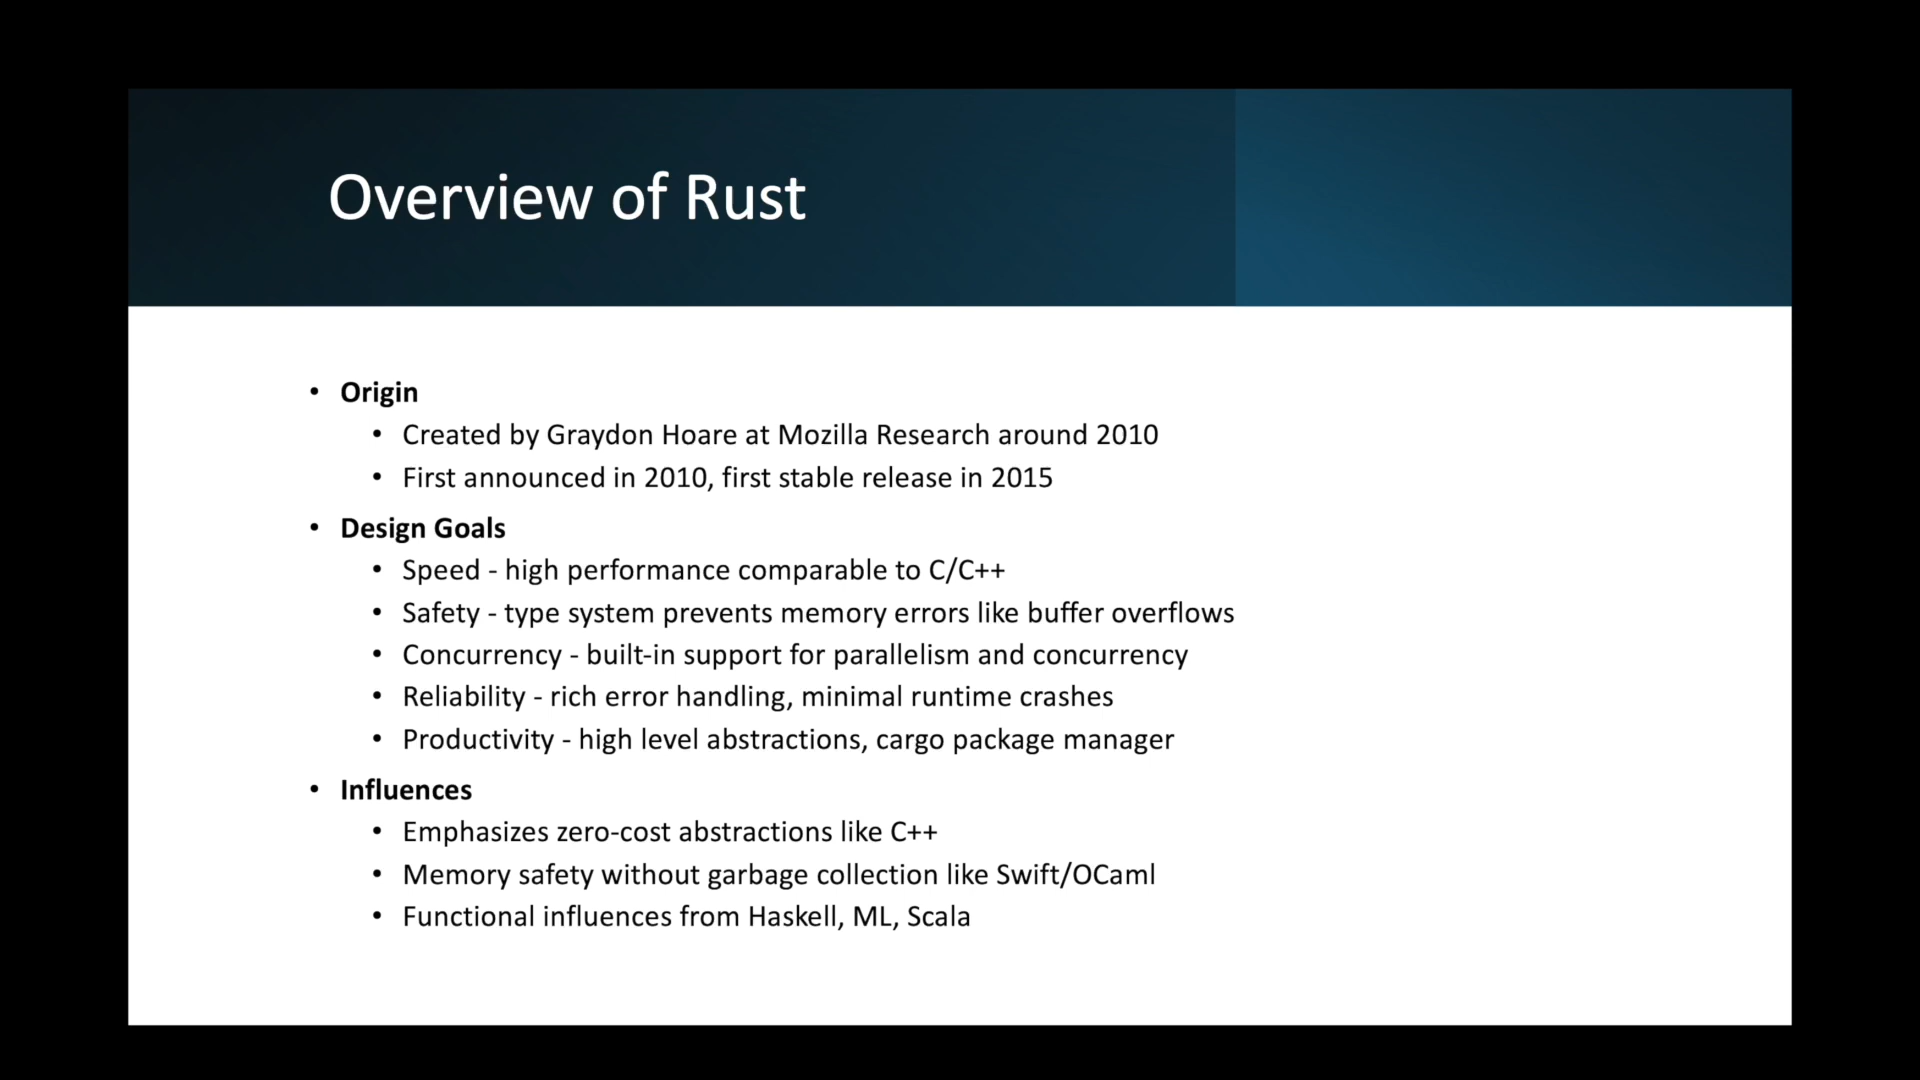 Overview of Rust
• Origin
• Created by Graydon Hoare at Mozilla Research around 2010
• First announced in 2010, first stable release in 2015
• Design Goals
• Speed - high performance comparable to C/C++
• Safety - type system prevents memory errors like buffer overflows
• Concurrency - built-in support for parallelism and concurrency
• Reliability - rich error handling, minimal runtime crashes
• Productivity - high level abstractions, cargo package manager
• Influences
• Emphasizes zero-cost abstractions like C++
• Memory safety without garbage collection like Swift/OCaml
• Functional influences from Haskell, ML, Scala